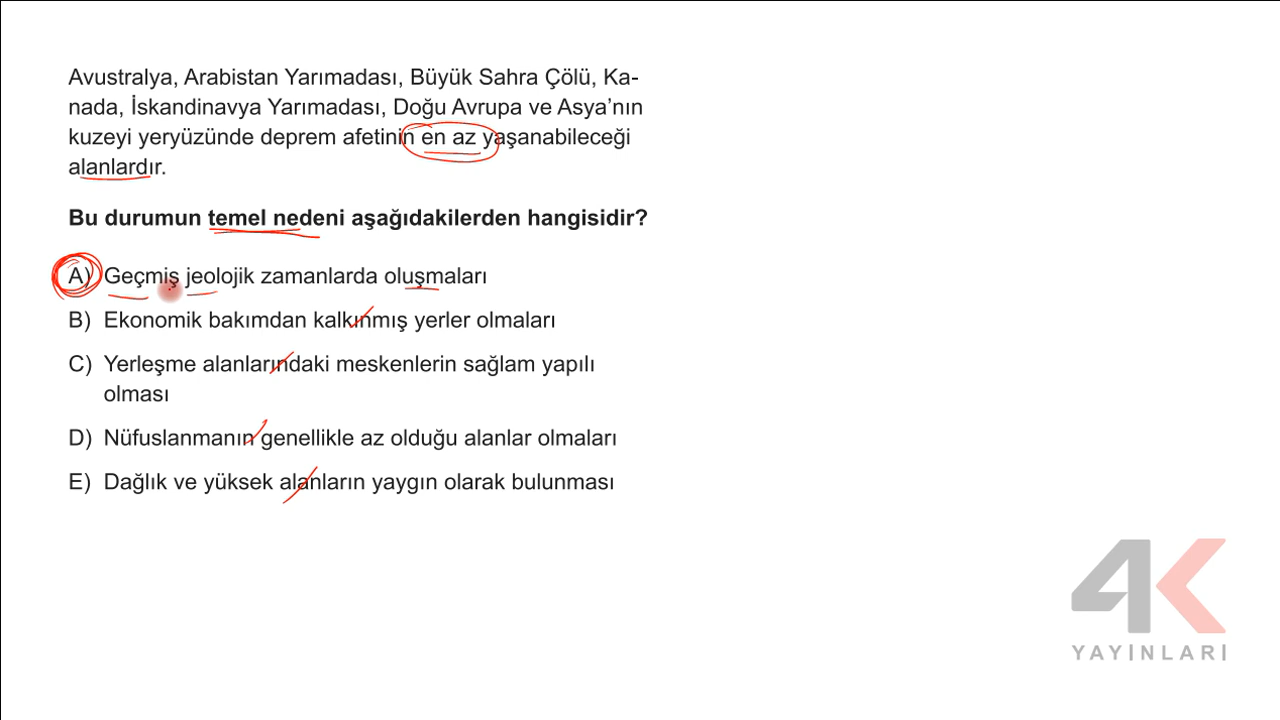 Avustralya, Arabistan Yarımadası, Büyük Sahra Çölü, Ka-
nada, İskandinavya Yarımadası, Doğu Avrupa ve Asya’nın
kuzeyi yeryüzünde deprem afetinin en az yaşanabileceği
alanlardır.
Bu durumun temel nedeni aşağıdakilerden hangisidir?
A) Geçmiş jeolojik zamanlarda oluşmaları
B) Ekonomik bakımdan kalkınmış yerler olmaları
C) Yerleşme alanlarındaki meskenlerin sağlam yapılı
olması
D) Nüfuslanmanın genellikle az olduğu alanlar olmaları
E) Dağlık ve yüksek alanların yaygın olarak bulunması
4K
YAYINLARI